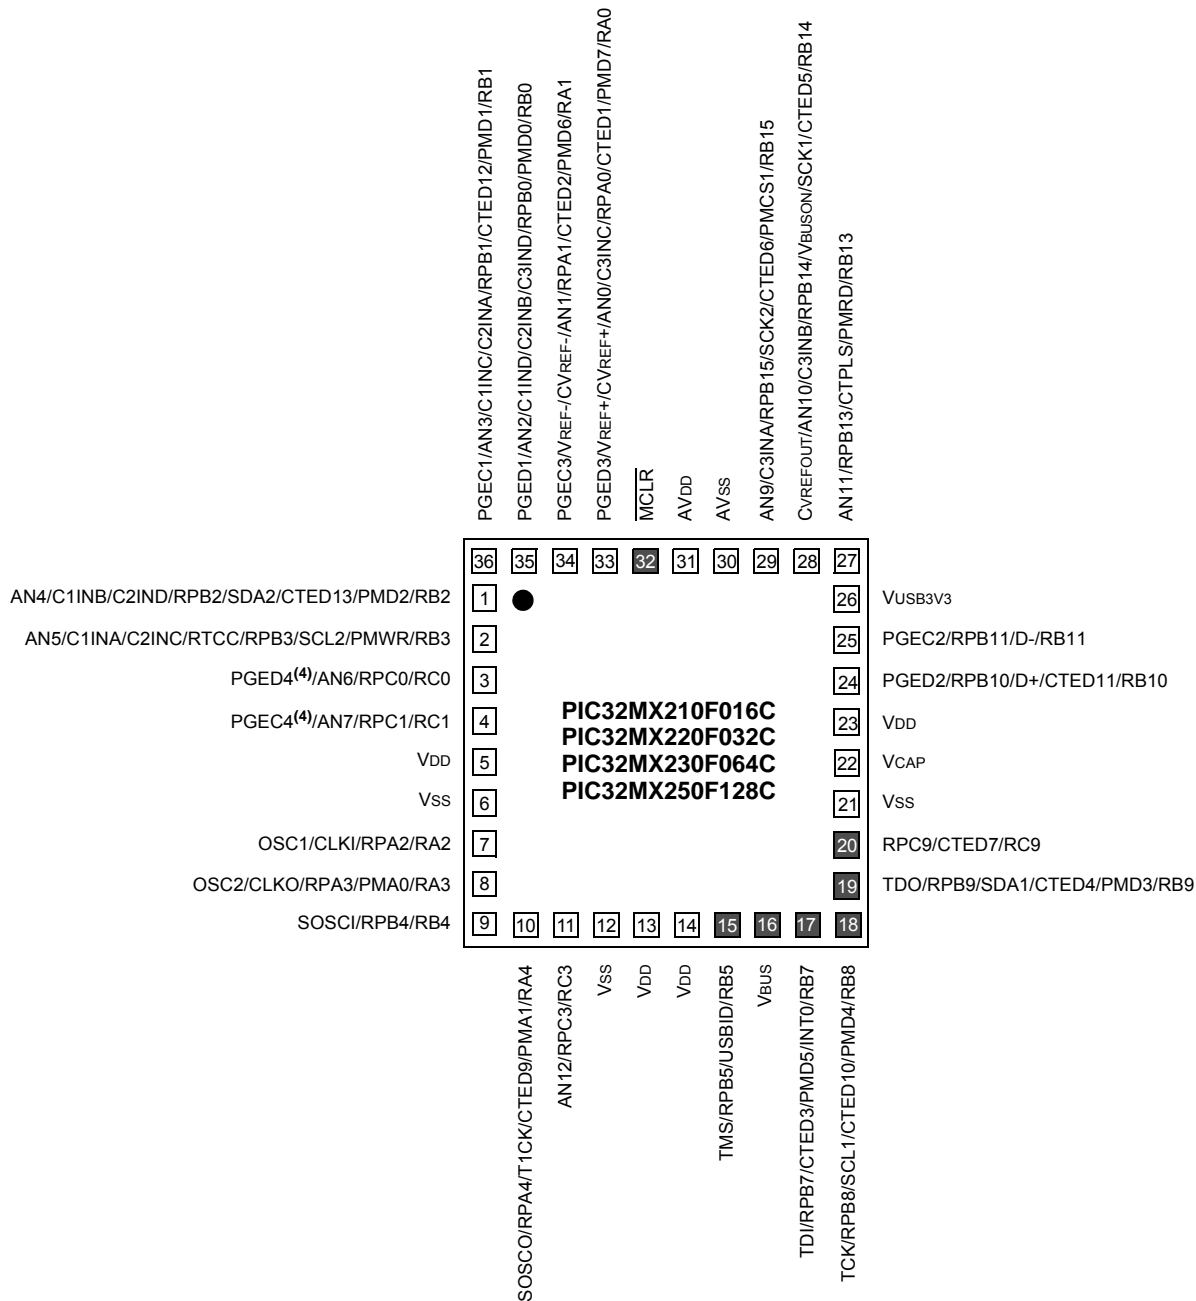 PGEC1/AN3/C1INC/C2INA/RPB1/CTED12/PMD1/RB1
PGED1/AN2/C1IND/C2INB/C3IND/RPB0/PMD0/RB0
PGEC3/VREF-/CVREF-/AN1/RPA1/CTED2/PMD6/RA1
PGED3/VREF+/CVREF+/AN0/C3INC/RPA0/CTED1/PMD7/RA0
MCLR
AVDD
AVSS
AN9/C3INA/RPB15/SCK2/CTED6/PMCS1/RB15
CVREFOUT/AN10/C3INB/RPB14/VBUSON/SCK1/CTED5/RB14
AN11/RPB13/CTPLS/PMRD/RB13
36 35 34 33 32 31 30 29 28 27
AN4/C1INB/C2IND/RPB2/SDA2/CTED13/PMD2/RB2 1
26 VUSB3V3
AN5/C1INA/C2INC/RTCC/RPB3/SCL2/PMWR/RB3 2
25 PGEC2/RPB11/D-/RB11
PGED4(4)/AN6/RPC0/RC0 3
24 PGED2/RPB10/D+/CTED11/RB10
PGEC4(4)/AN7/RPC1/RC1 4
23 VDD
VDD 5
22 VCAP
VSS 6
21 VSS
OSC1/CLKI/RPA2/RA2 7
20 RPC9/CTED7/RC9
OSC2/CLKO/RPA3/PMA0/RA3 8
19 TDO/RPB9/SDA1/CTED4/PMD3/RB9
SOSCI/RPB4/RB4 9
PIC32MX210F016C
PIC32MX220F032C
PIC32MX230F064C
PIC32MX250F128C
10 11 12 13 14 15 16 17 18
SOSCO/RPA4/T1CK/CTED9/PMA1/RA4
AN12/RPC3/RC3
VSS
VDD
VDD
TMS/RPB5/USBID/RB5
VBUS
TDI/RPB7/CTED3/PMD5/INT0/RB7
TCK/RPB8/SCL1/CTED10/PMD4/RB8